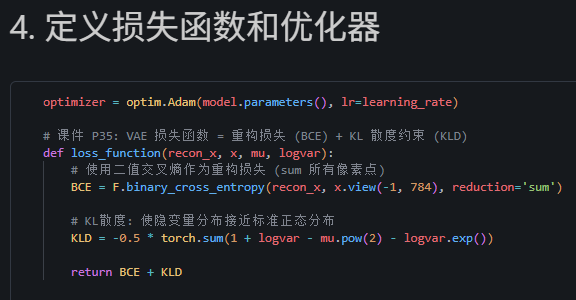 4. 定义损失函数和优化器
optimizer = optim.Adam(model.parameters(), lr=learning_rate)
# 课件 P35: VAE 损失函数 = 重构损失 (BCE) + KL 散度约束 (KLD)
def loss_function(recon_x, x, mu, logvar):
# 使用二值交叉熵作为重构损失 (sum 所有像素点)
BCE = F.binary_cross_entropy(recon_x, x.view(-1, 784), reduction='sum')
# KL散度: 使隐变量分布接近标准正态分布
KLD = -0.5 * torch.sum(1 + logvar - mu.pow(2) - logvar.exp())
return BCE + KLD